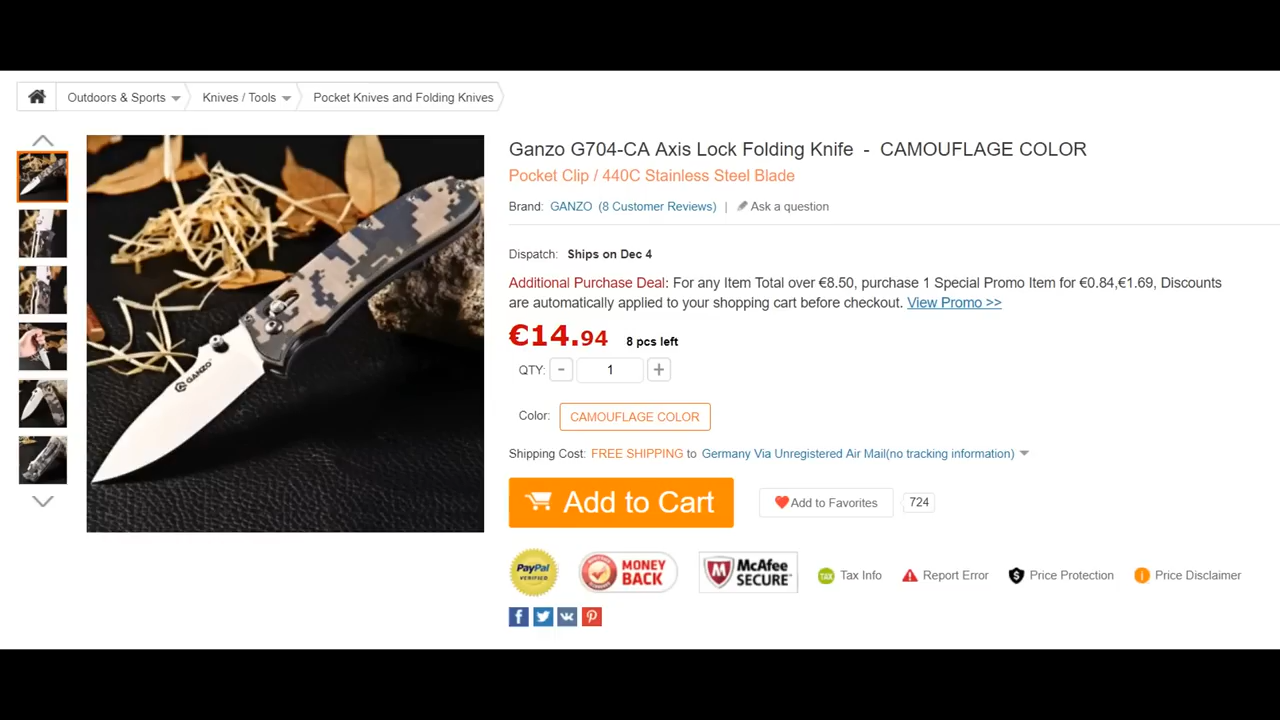 Outdoors & Sports
Knives / Tools
Pocket Knives and Folding Knives
Ganzo G704-CA Axis Lock Folding Knife - CAMOUFLAGE COLOR
Pocket Clip / 440C Stainless Steel Blade
Brand: GANZO (8 Customer Reviews) | Ask a question
Dispatch: Ships on Dec 4
Additional Purchase Deal: For any Item Total over €8.50, purchase 1 Special Promo Item for €0.84,€1.69, Discounts
are automatically applied to your shopping cart before checkout. View Promo >>
€14.94 8 pcs left
QTY: - 1 +
Color: CAMOUFLAGE COLOR
Shipping Cost: FREE SHIPPING to Germany Via Unregistered Air Mail(no tracking information)
Add to Cart
Add to Favorites 724
PayPal
VERIFIED
MONEY
BACK
McAfee
SECURE
TAX Tax Info
Report Error
Price Protection
Price Disclaimer
GANZO